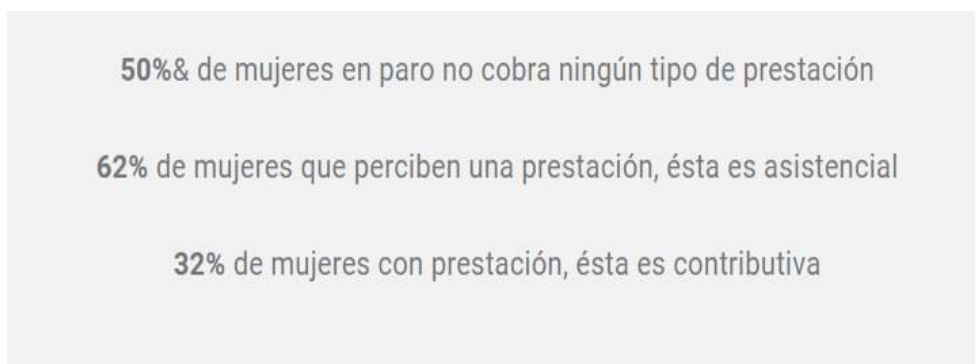 50%& de mujeres en paro no cobra ningún tipo de prestación
62% de mujeres que perciben una prestación, ésta es asistencial
32% de mujeres con prestación, ésta es contributiva